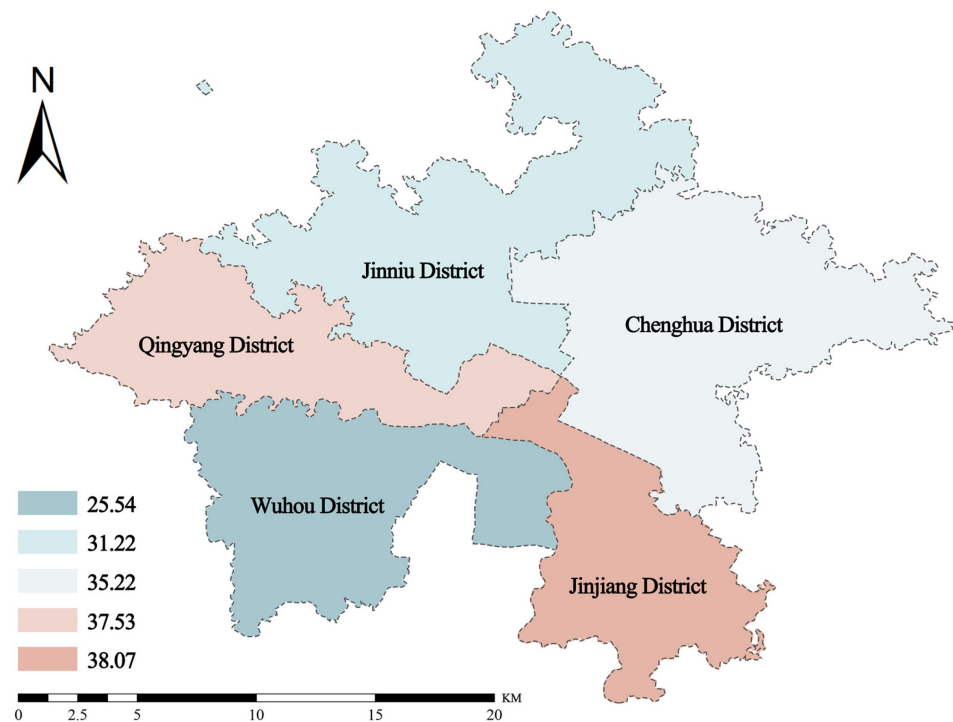 N
Jinniu District
Chenghua District
Qingyang District
Wuhou District
Jinjiang District
25.54
31.22
35.22
37.53
38.07
KM
0 2.5 5 10 15 20